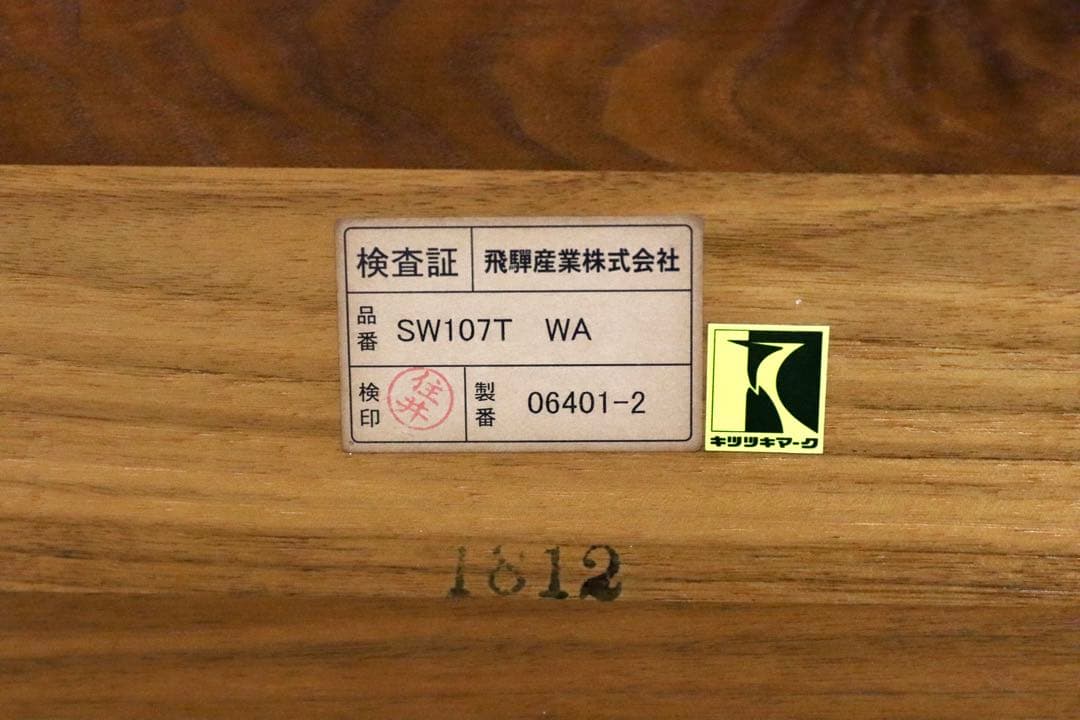 検査証 飛驒産業株式会社
品番 SW107T WA
検印 住井 製番 06401-2
キツツキマーク
1812